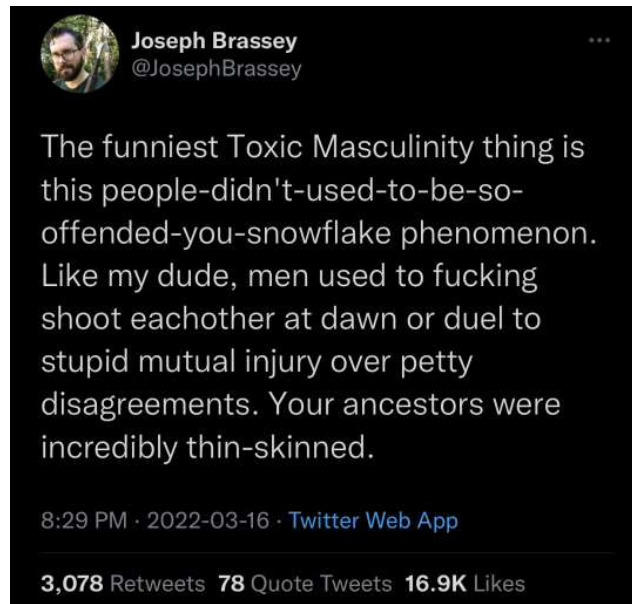 Joseph Brassey
@JosephBrassey
The funniest Toxic Masculinity thing is
this people-didn't-used-to-be-so-
offended-you-snowflake phenomenon.
Like my dude, men used to fucking
shoot eachother at dawn or duel to
stupid mutual injury over petty
disagreements. Your ancestors were
incredibly thin-skinned.
8:29 PM · 2022-03-16 · Twitter Web App
3,078 Retweets 78 Quote Tweets 16.9K Likes